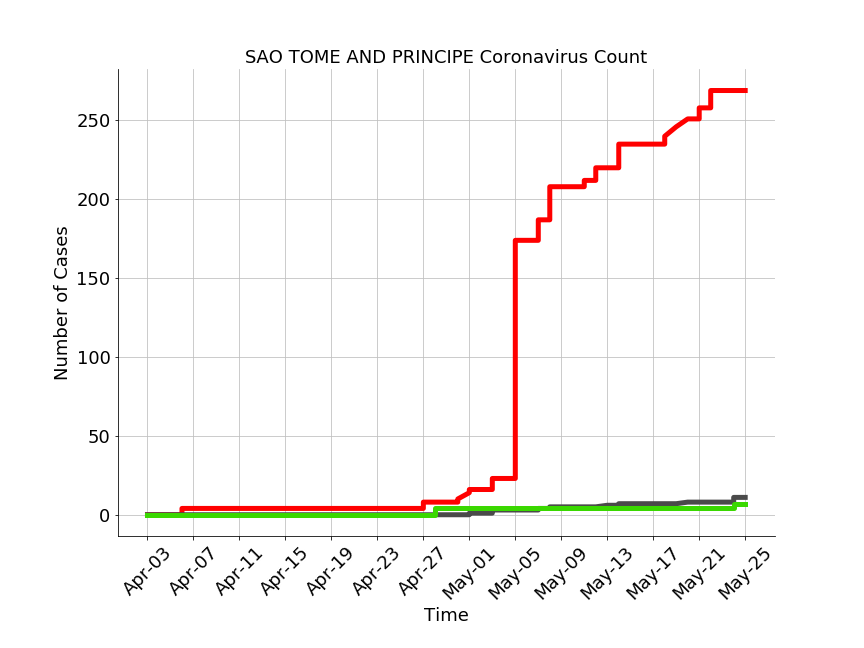 SAO TOME AND PRINCIPE Coronavirus Count
Number of Cases
250
200
150
100
50
0
Apr-03
Apr-07
Apr-11
Apr-15
Apr-19
Apr-23
Apr-27
May-01
May-05
May-09
May-13
May-17
May-21
May-25
Time